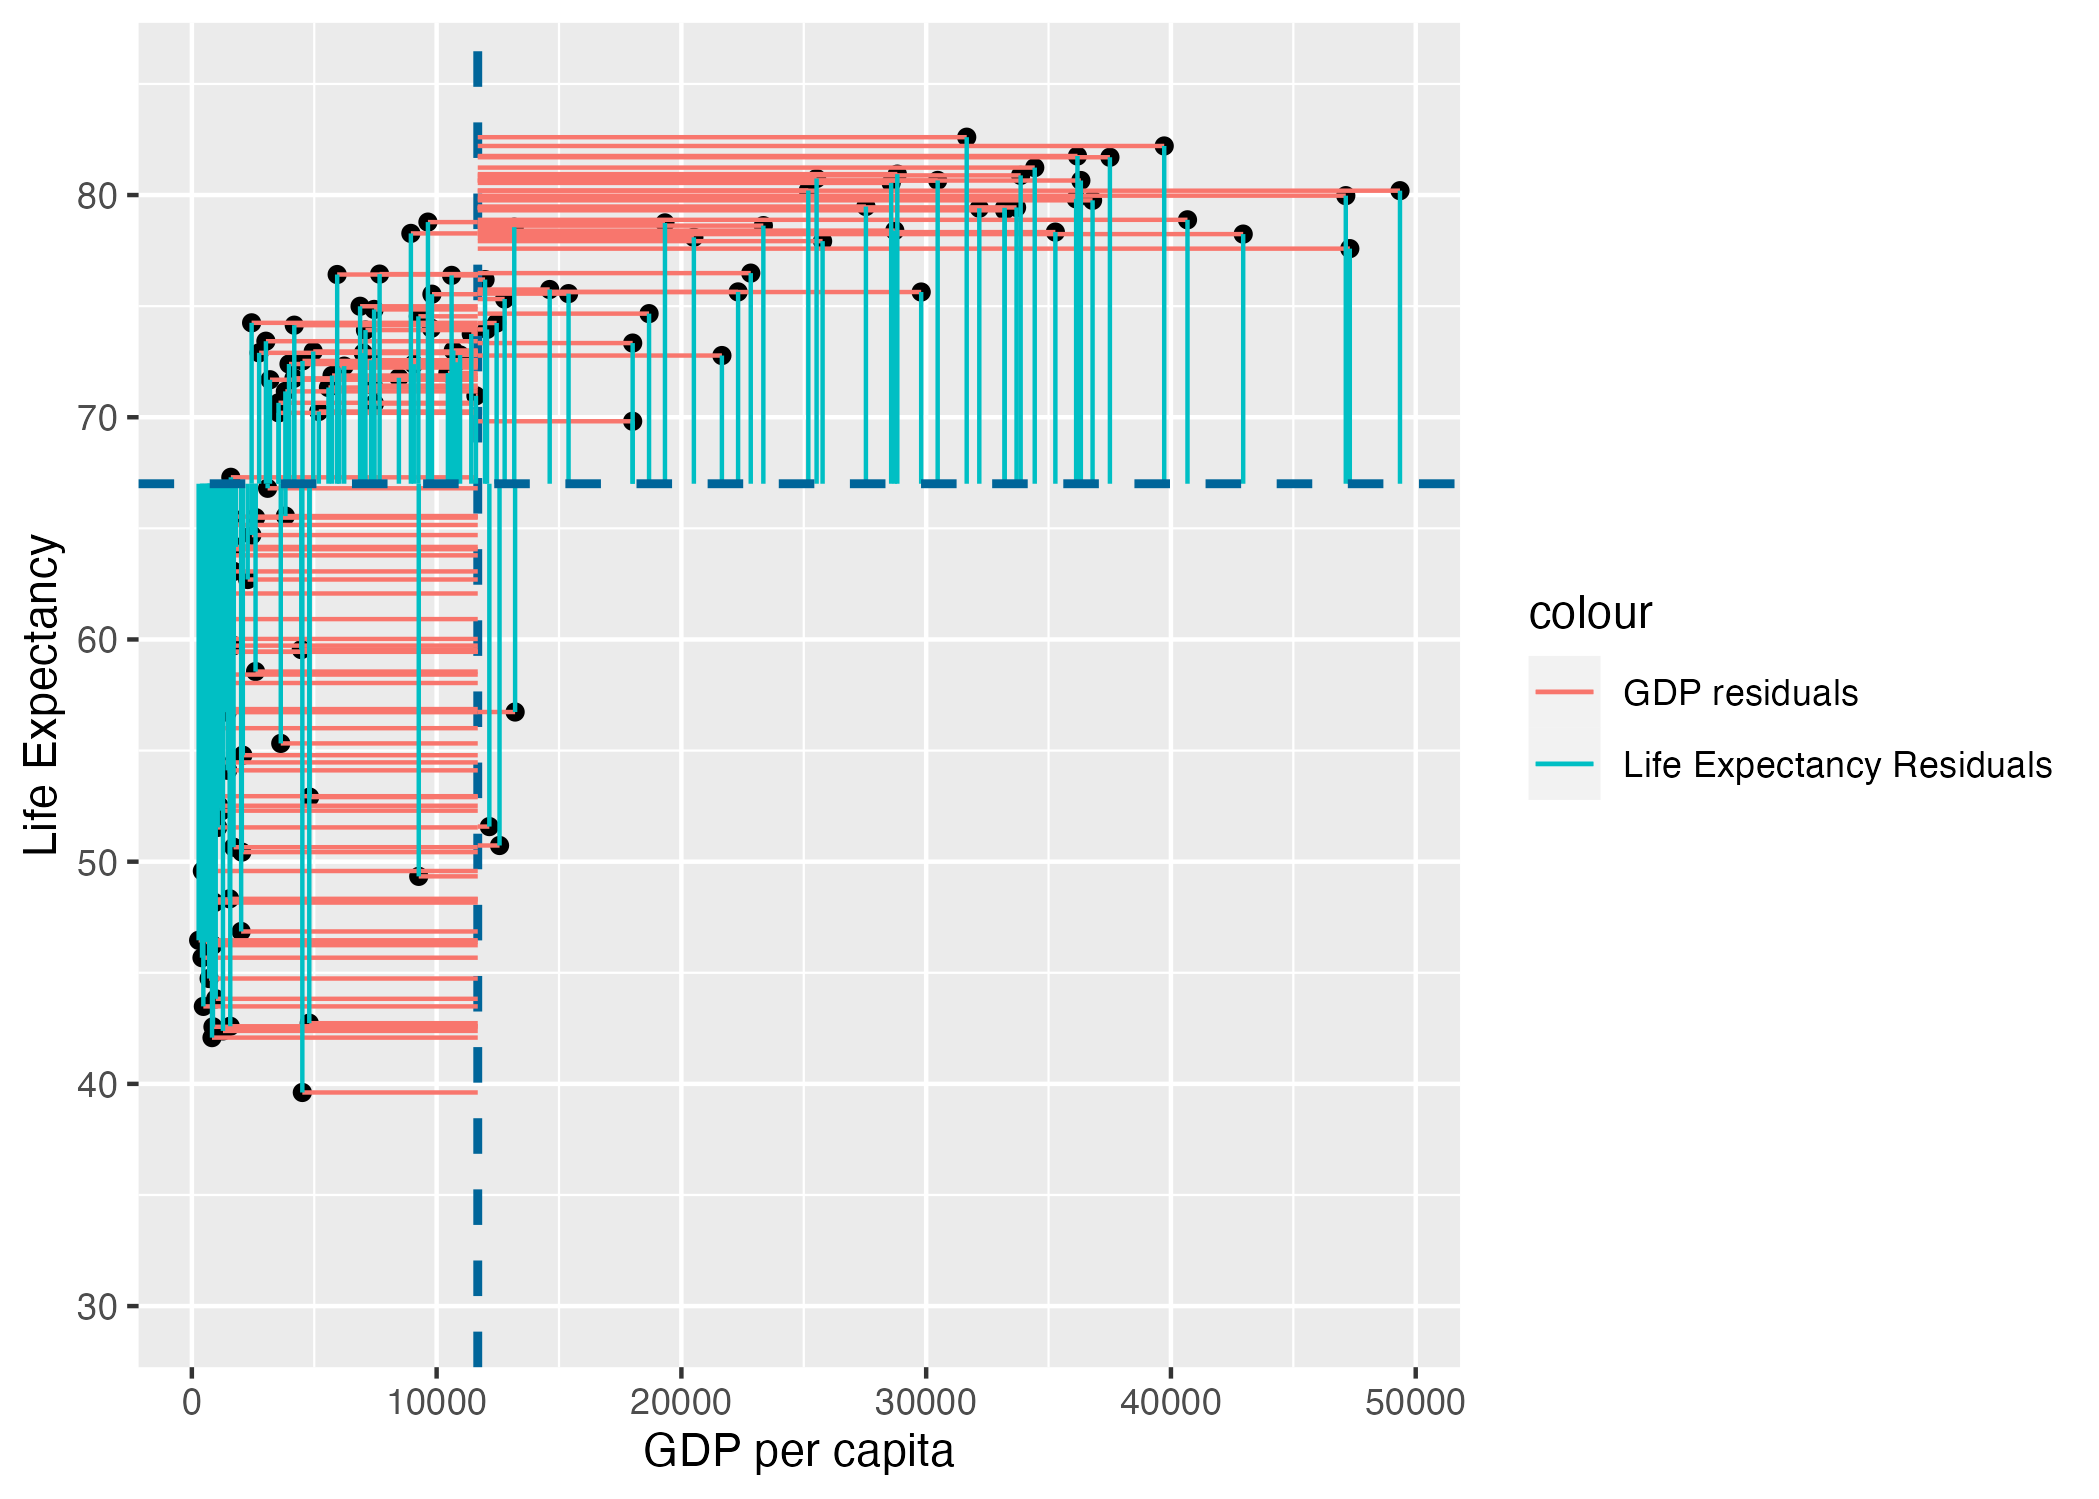 80
70
60
50
40
30
Life Expectancy
0 10000 20000 30000 40000 50000
GDP per capita
colour
GDP residuals
Life Expectancy Residuals